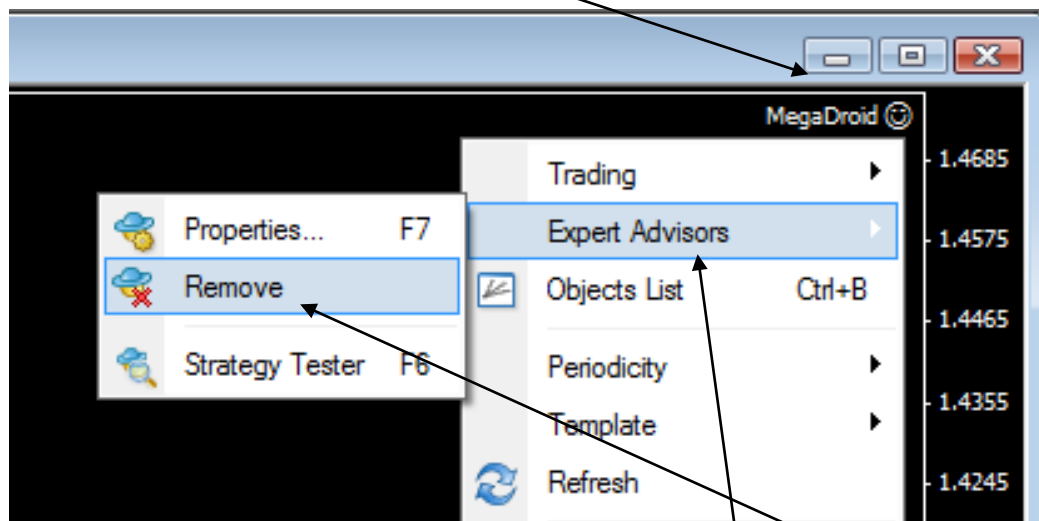 MegaDroid
Trading
1.4685
Properties... F7
Expert Advisors
1.4575
Remove
Objects List Ctrl+B
1.4465
Strategy Tester F6
Periodicity
1.4355
Template
Refresh
1.4245